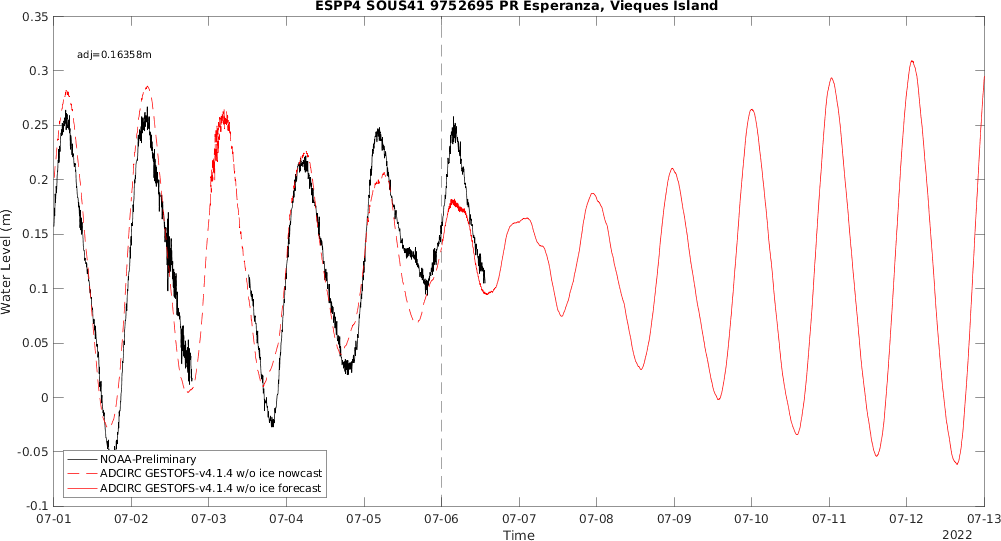 ESPP4 SOUS41 9752695 PR Esperanza, Vieques Island
adj=0.16358m
0.35
0.3
0.25
0.2
0.15
0.1
0.05
0
-0.05
-0.1
Water Level (m)
NOAA-Preliminary
ADCIRC GESTOFS-v4.1.4 w/o ice nowcast
ADCIRC GESTOFS-v4.1.4 w/o ice forecast
07-01 07-02 07-03 07-04 07-05 07-06 07-07 07-08 07-09 07-10 07-11 07-12 07-13
Time
2022